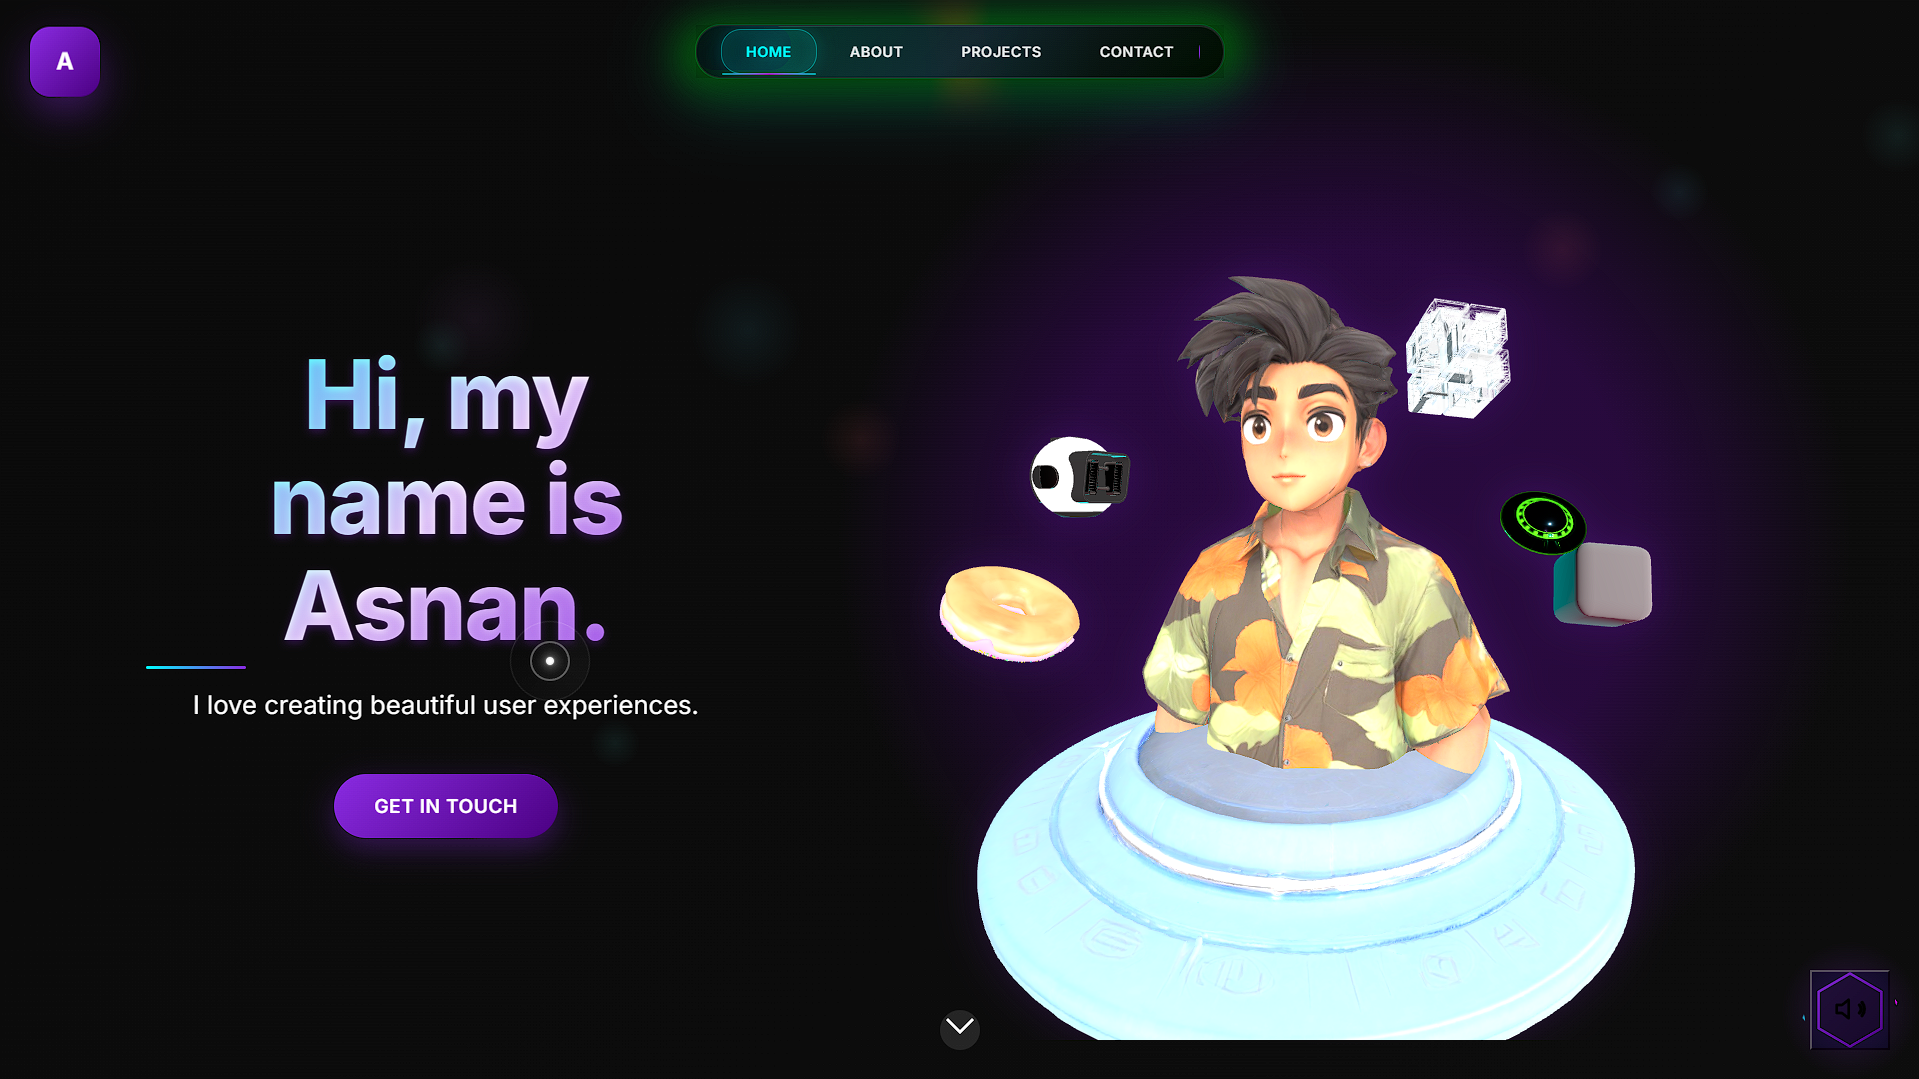 A
HOME ABOUT PROJECTS CONTACT
Hi, my
name is
Asnan.
I love creating beautiful user experiences.
GET IN TOUCH